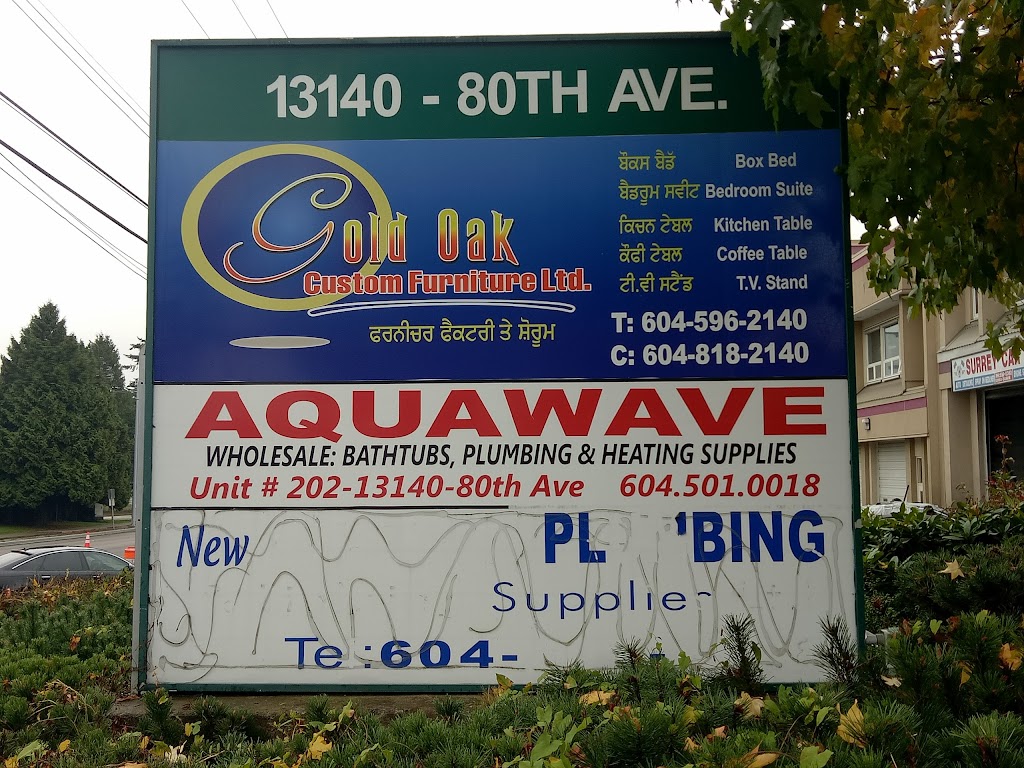 13140 - 80TH AVE.
Gold Oak
Custom Furniture Ltd.
ਫਰਨੀਚਰ ਫੈਕਟਰੀ ਤੇ ਸ਼ੋਰੂਮ
ਬੌਕਸ ਬੈਡੱ Box Bed
ਬੈਡਰੂਮ ਸਵੀਟ Bedroom Suite
ਕਿਚਨ ਟੇਬਲ Kitchen Table
ਕੌਫੀ ਟੇਬਲ Coffee Table
ਟੀ.ਵੀ ਸਟੈਂਡ T.V. Stand
T: 604-596-2140
C: 604-818-2140
AQUAWAVE
WHOLESALE: BATHTUBS, PLUMBING & HEATING SUPPLIES
Unit # 202-13140-80th Ave 604.501.0018
New PL BING
Supplie
Te :604-
SURREY CAR